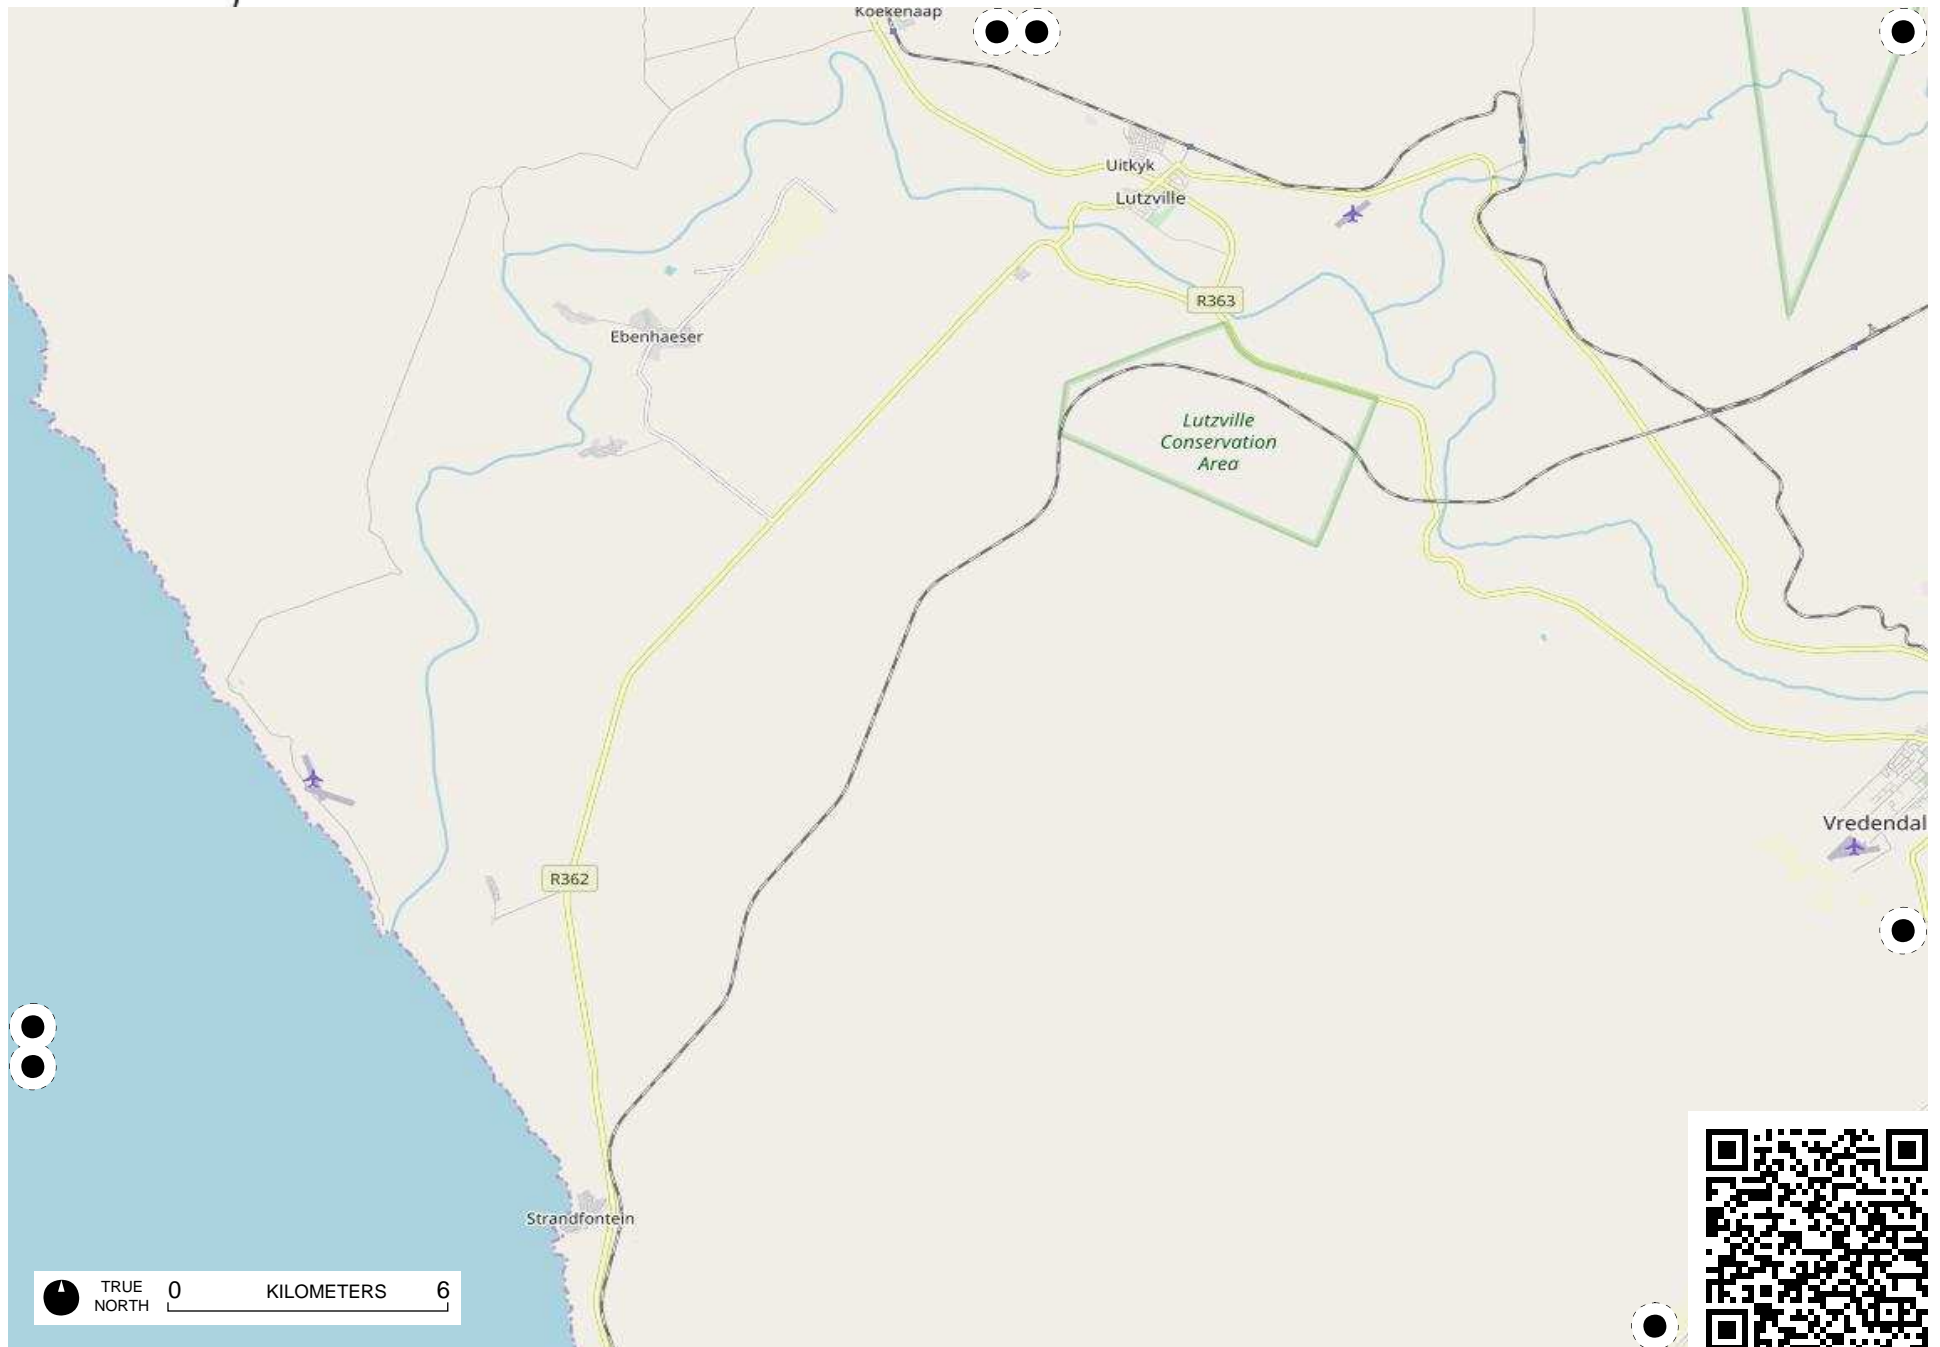 Koekenaap
Uitkyk
Lutzville
R363
Ebenhaeser
Lutzville
Conservation
Area
Vredendal
R362
Strandfontein
TRUE
NORTH
0
KILOMETERS
6